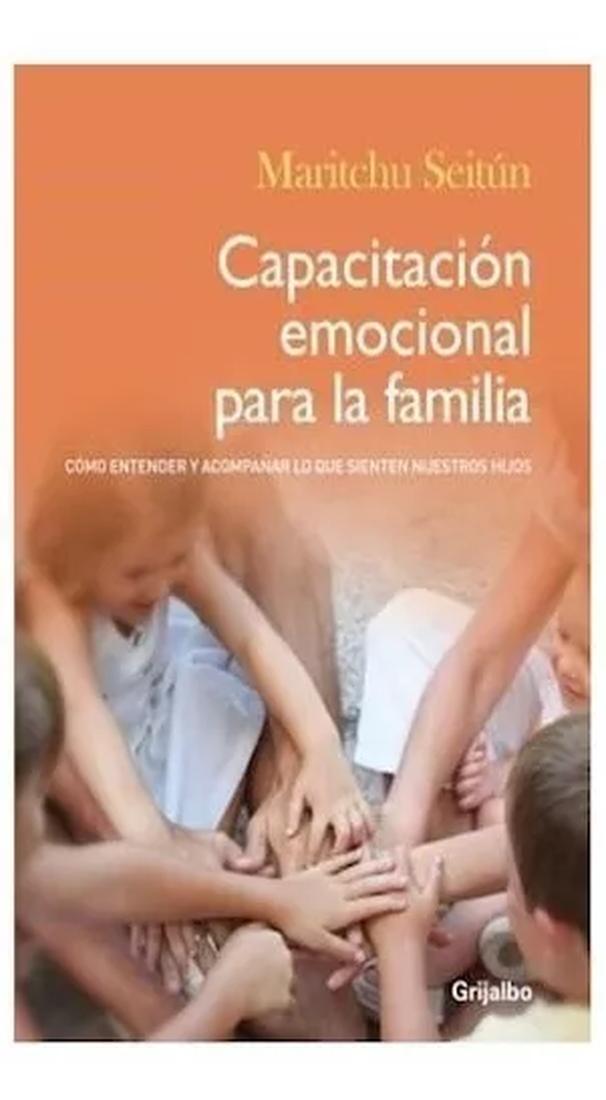 Maritchu Seitún
Capacitación
emocional
para la familia
CÓMO ENTENDER Y ACOMPAÑAR LO QUE SIENTEN NUESTROS HIJOS
Grijalbo